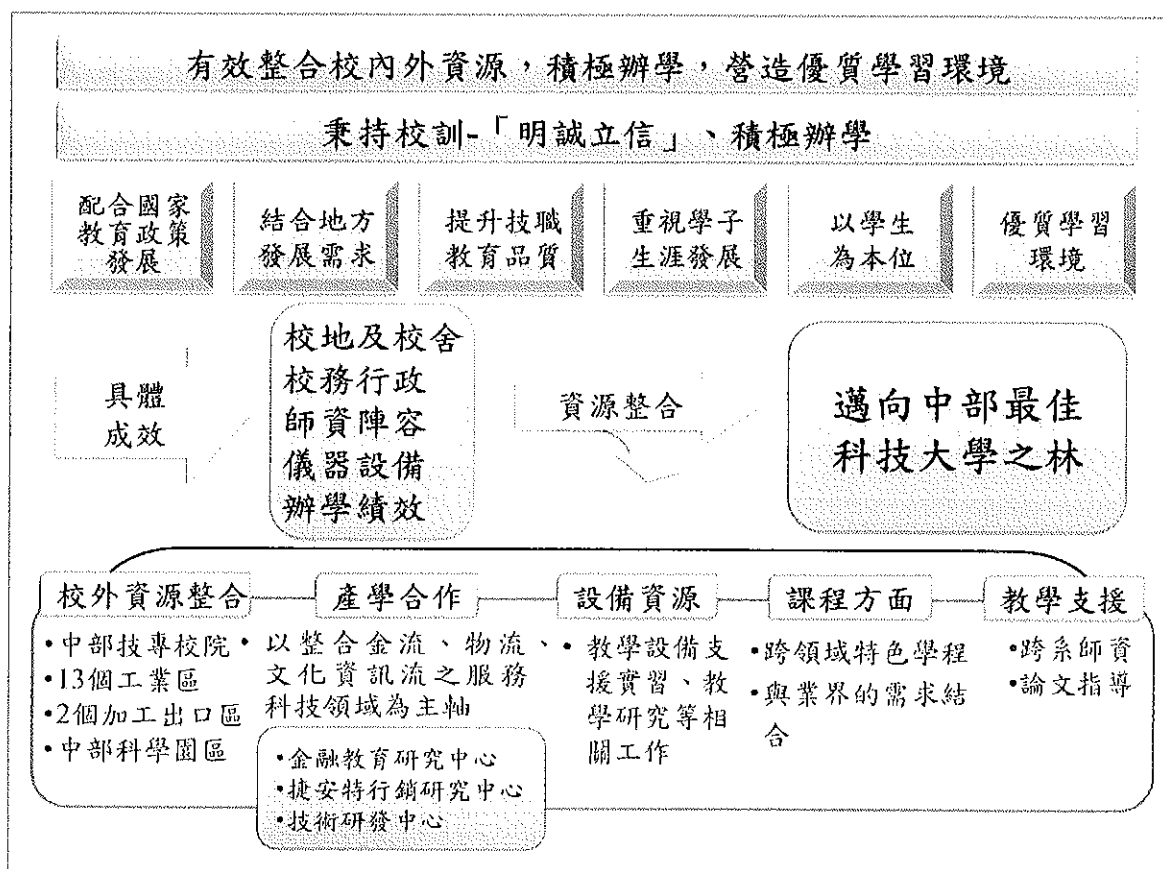 有效整合校內外資源，積極辦學，營造優質學習環境
秉持校訓-「明誠立信」、積極辦學
配合國家
教育政策
發展
結合地方
發展需求
提升技職
教育品質
重視學子
生涯發展
以學生
為本位
優質學習
環境
具體
成效
校地及校舍
校務行政
師資陣容
儀器設備
辦學績效
資源整合
邁向中部最佳
科技大學之林
校外資源整合
•中部技專校院
•13個工業區
•2個加工出口區
•中部科學園區
產學合作
•以整合金流、物流、
文化資訊流之服務
科技領域為主軸
•金融教育研究中心
•捷安特行銷研究中心
•技術研發中心
設備資源
•教學設備支
援實習、教
學研究等相
關工作
課程方面
•跨領域特色學程
•與業界的需求結
合
教學支援
•跨系師資
•論文指導